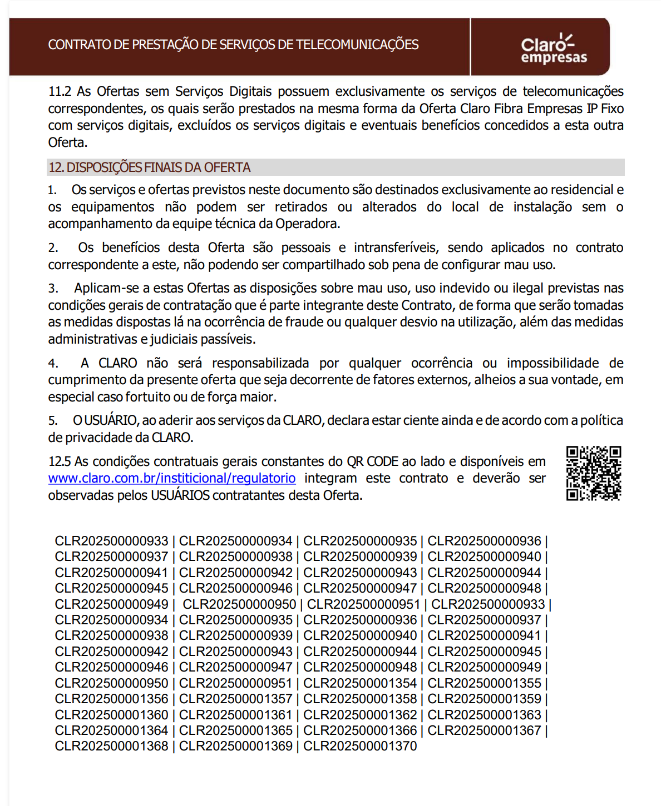 CONTRATO DE PRESTAÇÃO DE SERVIÇOS DE TELECOMUNICAÇÕES
Claro
empresas
11.2 As Ofertas sem Serviços Digitais possuem exclusivamente os serviços de telecomunicações
correspondentes, os quais serão prestados na mesma forma da Oferta Claro Fibra Empresas IP Fixo
com serviços digitais, excluídos os serviços digitais e eventuais benefícios concedidos a esta outra
Oferta.
12. DISPOSIÇÕES FINAIS DA OFERTA
1. Os serviços e ofertas previstos neste documento são destinados exclusivamente ao residencial e
os equipamentos não podem ser retirados ou alterados do local de instalação sem o
acompanhamento da equipe técnica da Operadora.
2. Os benefícios desta Oferta são pessoais e intransferíveis, sendo aplicados no contrato
correspondente a este, não podendo ser compartilhado sob pena de configurar mau uso.
3. Aplicam-se a estas Ofertas as disposições sobre mau uso, uso indevido ou ilegal previstas nas
condições gerais de contratação que é parte integrante deste Contrato, de forma que serão tomadas
as medidas dispostas lá na ocorrência de fraude ou qualquer desvio na utilização, além das medidas
administrativas e judiciais passíveis.
4. A CLARO não será responsabilizada por qualquer ocorrência ou impossibilidade de
cumprimento da presente oferta que seja decorrente de fatores externos, alheios a sua vontade, em
especial caso fortuito ou de força maior.
5. O USUÁRIO, ao aderir aos serviços da CLARO, declara estar ciente ainda e de acordo com a política
de privacidade da CLARO.
12.5 As condições contratuais gerais constantes do QR CODE ao lado e disponíveis em
www.claro.com.br/institicional/regulatorio integram este contrato e deverão ser
observadas pelos USUÁRIOS contratantes desta Oferta.
CLR202500000933 | CLR202500000934 | CLR202500000935 | CLR202500000936 |
CLR202500000937 | CLR202500000938 | CLR202500000939 | CLR202500000940 |
CLR202500000941 | CLR202500000942 | CLR202500000943 | CLR202500000944 |
CLR202500000945 | CLR202500000946 | CLR202500000947 | CLR202500000948 |
CLR202500000949 | CLR202500000950 | CLR202500000951 | CLR202500000933 |
CLR202500000934 | CLR202500000935 | CLR202500000936 | CLR202500000937 |
CLR202500000938 | CLR202500000939 | CLR202500000940 | CLR202500000941 |
CLR202500000942 | CLR202500000943 | CLR202500000944 | CLR202500000945 |
CLR202500000946 | CLR202500000947 | CLR202500000948 | CLR202500000949 |
CLR202500000950 | CLR202500000951 | CLR202500001354 | CLR202500001355 |
CLR202500001356 | CLR202500001357 | CLR202500001358 | CLR202500001359 |
CLR202500001360 | CLR202500001361 | CLR202500001362 | CLR202500001363 |
CLR202500001364 | CLR202500001365 | CLR202500001366 | CLR202500001367 |
CLR202500001368 | CLR202500001369 | CLR202500001370